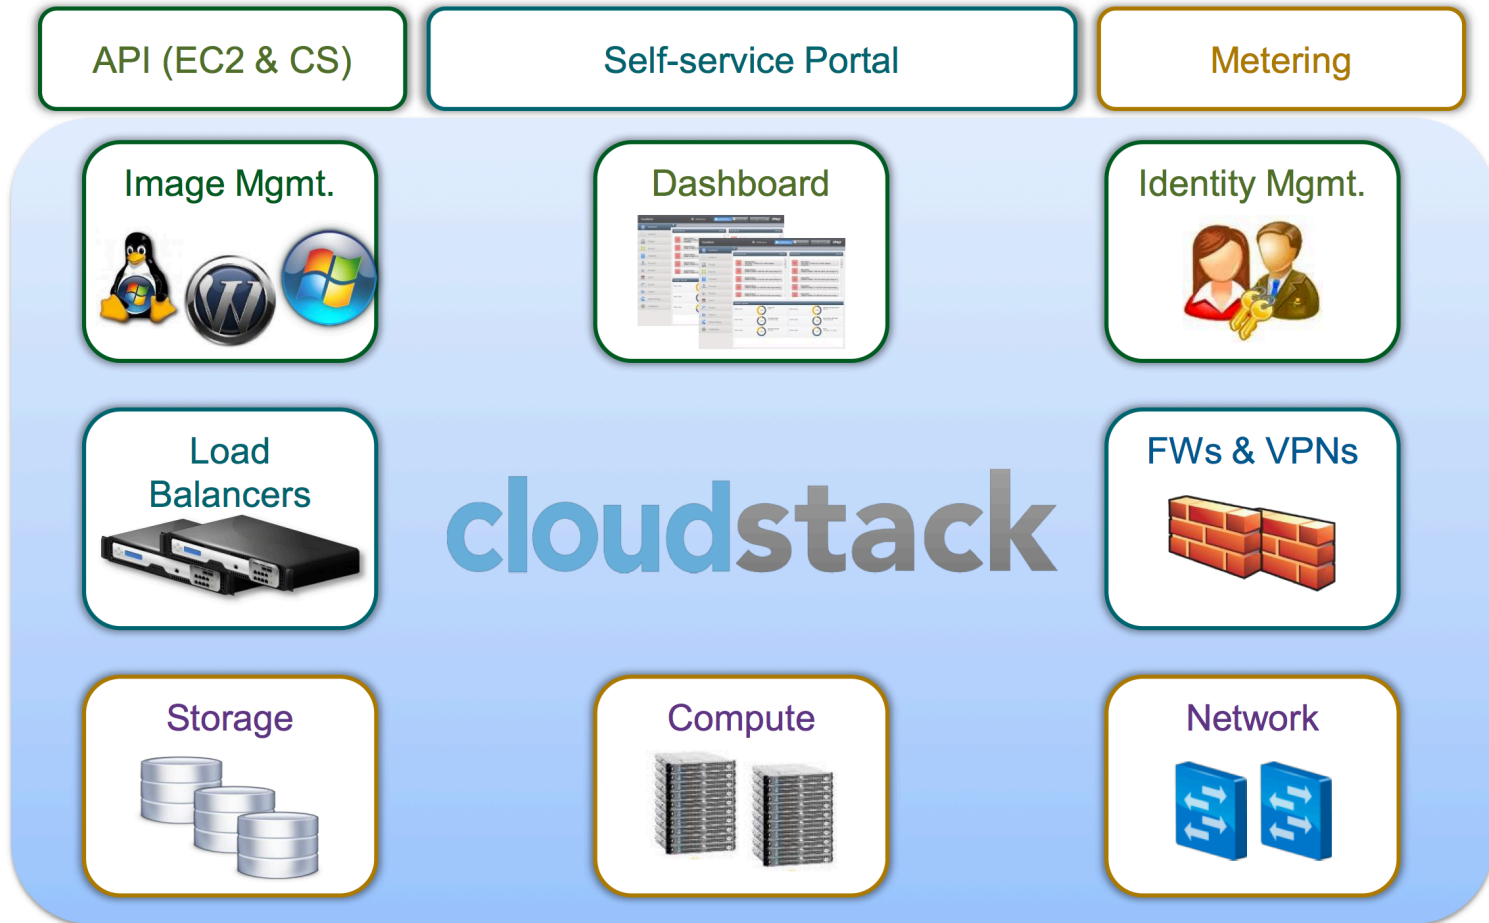 API (EC2 & CS)
Self-service Portal
Metering
Image Mgmt.
Dashboard
Identity Mgmt.
Load
Balancers
cloudstack
FWs & VPNs
Storage
Compute
Network